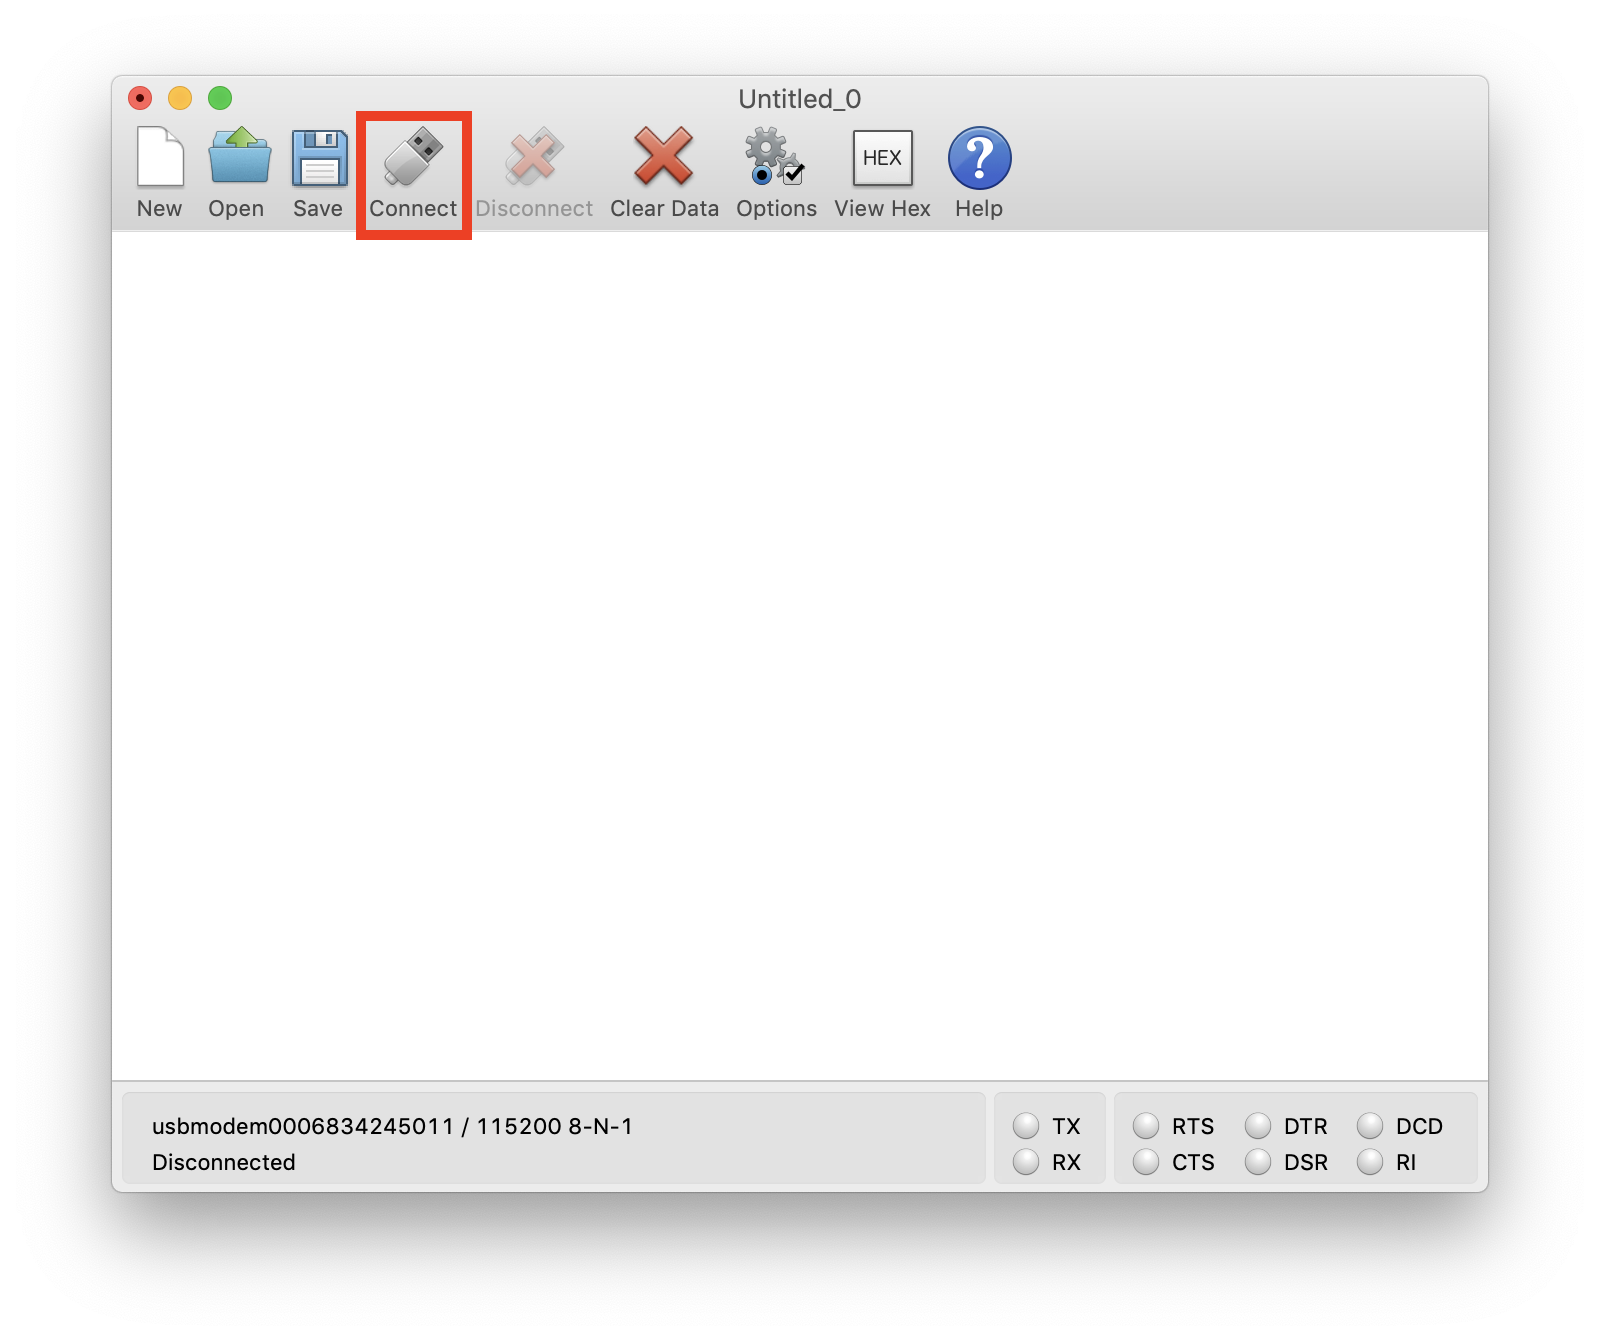 Untitled_0
New Open Save Connect Disconnect Clear Data Options HEX View Hex ? Help
usbmodem0006834245011 / 115200 8-N-1
Disconnected
TX
RX
RTS DTR DCD
CTS DSR RI